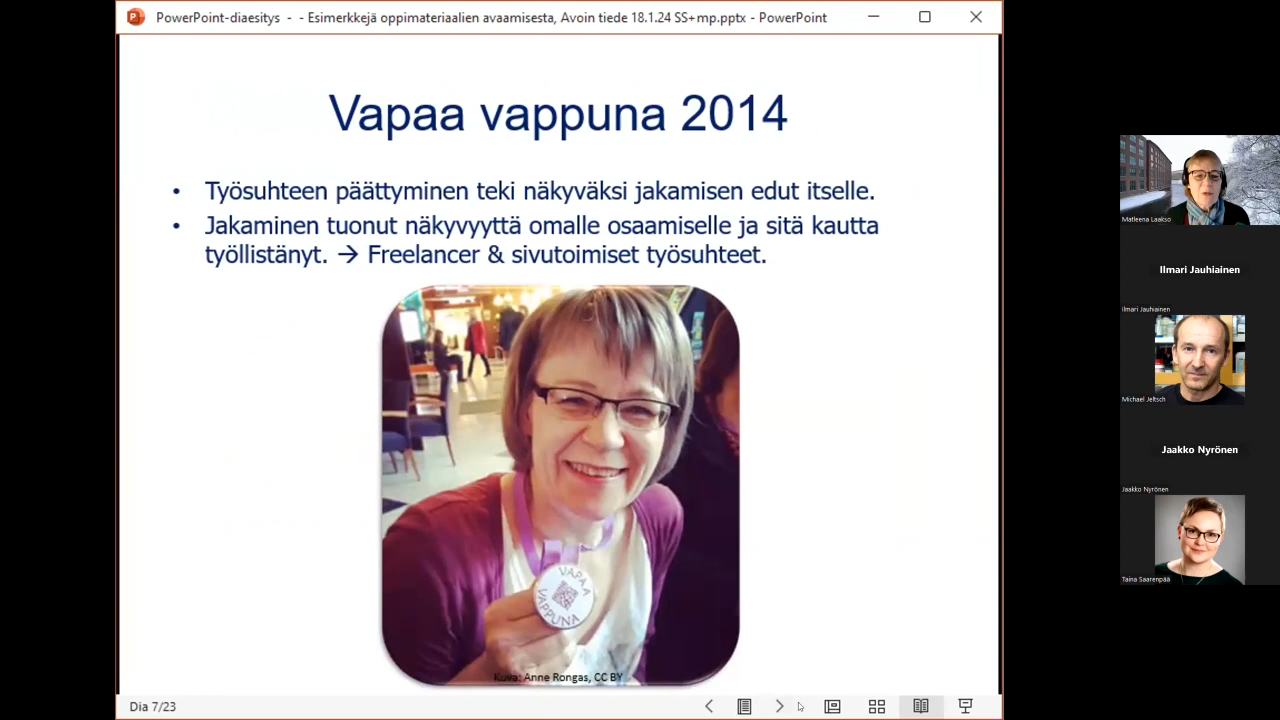 PowerPoint-diaesitys - - Esimerkkejä oppimateriaalien avaamisesta, Avoin tiede 18.1.24 SS+mp.pptx - PowerPoint
Vapaa vappuna 2014
• Työsuhteen päättyminen teki näkyväksi jakamisen edut itselle.
• Jakaminen tuonut näkyvyyttä omalle osaamiselle ja sitä kautta
työllistänyt. → Freelancer & sivutoimiset työsuhteet.
VAPAA
VAPPUNA
Kuva: Anne Rongas, CC BY
Dia 7/23
Matleena Laakso
Ilmari Jauhiainen
Ilmari Jauhiainen
Michael Jeltsch
Jaakko Nyrönen
Jaakko Nyrönen
Taina Saarenpää